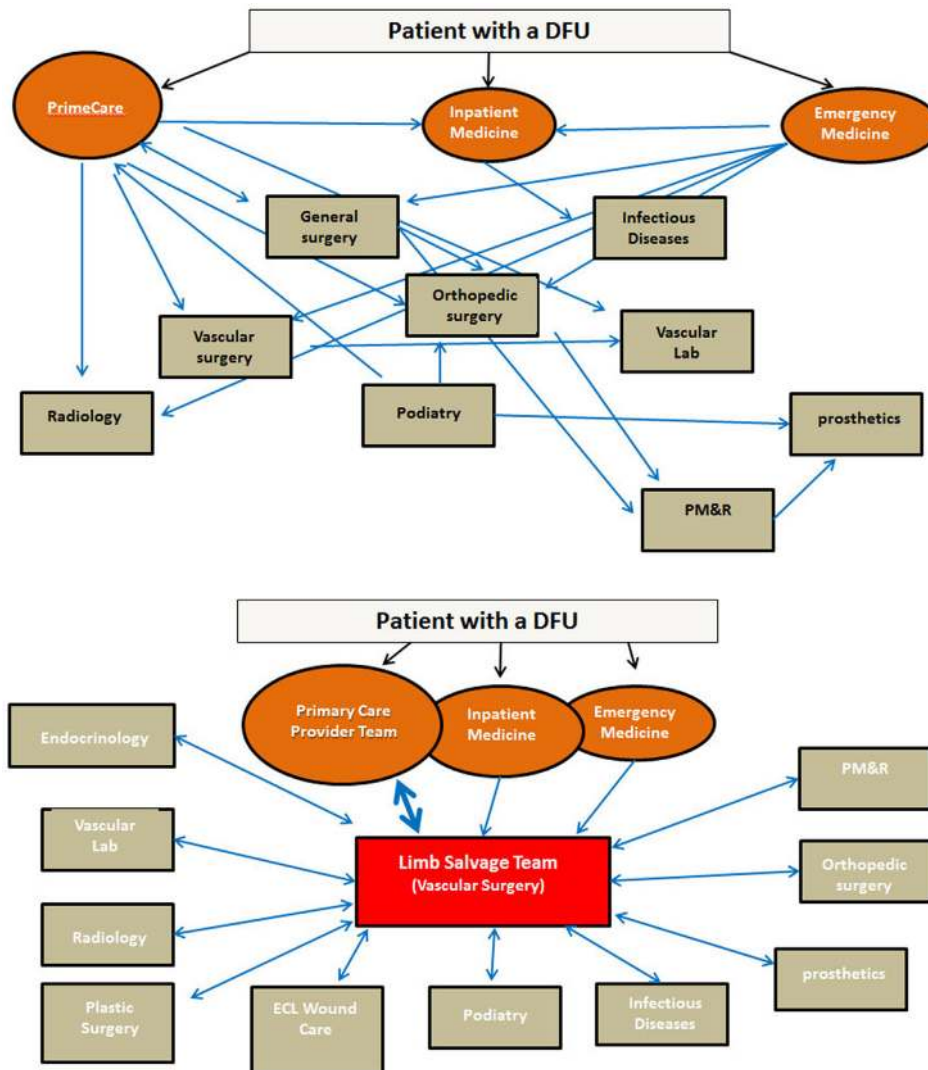 Patient with a DFU
PrimeCare
Inpatient
Medicine
Emergency
Medicine
General
surgery
Infectious
Diseases
Orthopedic
surgery
Vascular
surgery
Vascular
Lab
Radiology
Podiatry
prosthetics
PM&R
Patient with a DFU
Primary Care
Provider Team
Inpatient
Medicine
Emergency
Medicine
Endocrinology
PM&R
Vascular
Lab
Limb Salvage Team
(Vascular Surgery)
Orthopedic
surgery
Radiology
prosthetics
Plastic
Surgery
ECL Wound
Care
Podiatry
Infectious
Diseases